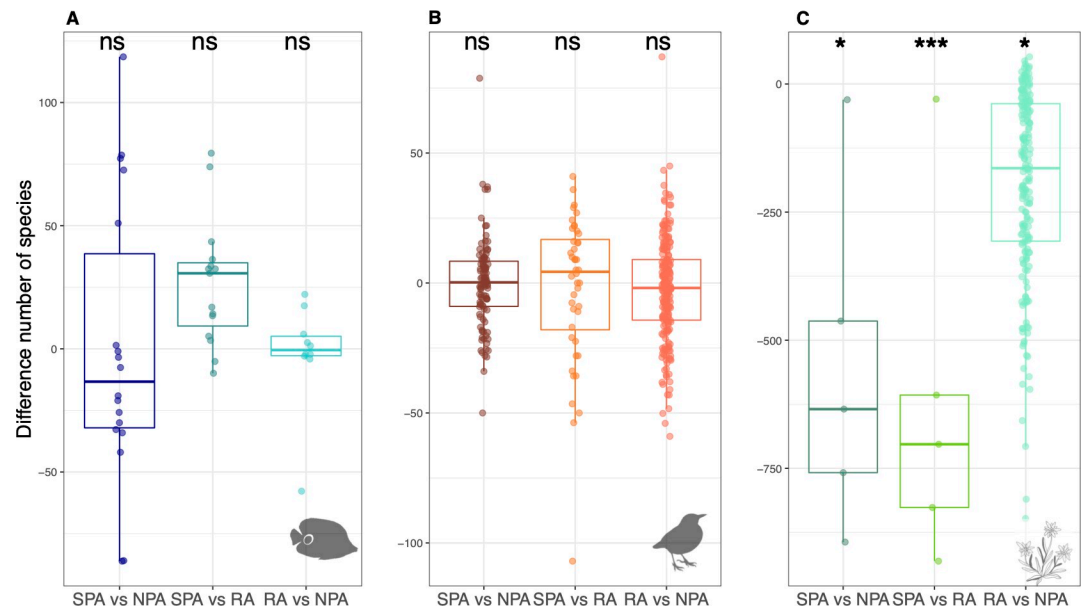 A
B
C
ns ns ns
ns ns ns
* *** *
Difference number of species
100
50
0
−50
50
0
−50
−100
0
−250
−500
−750
SPA vs NPA SPA vs RA RA vs NPA
SPA vs NPA SPA vs RA RA vs NPA
SPA vs NPA SPA vs RA RA vs NPA